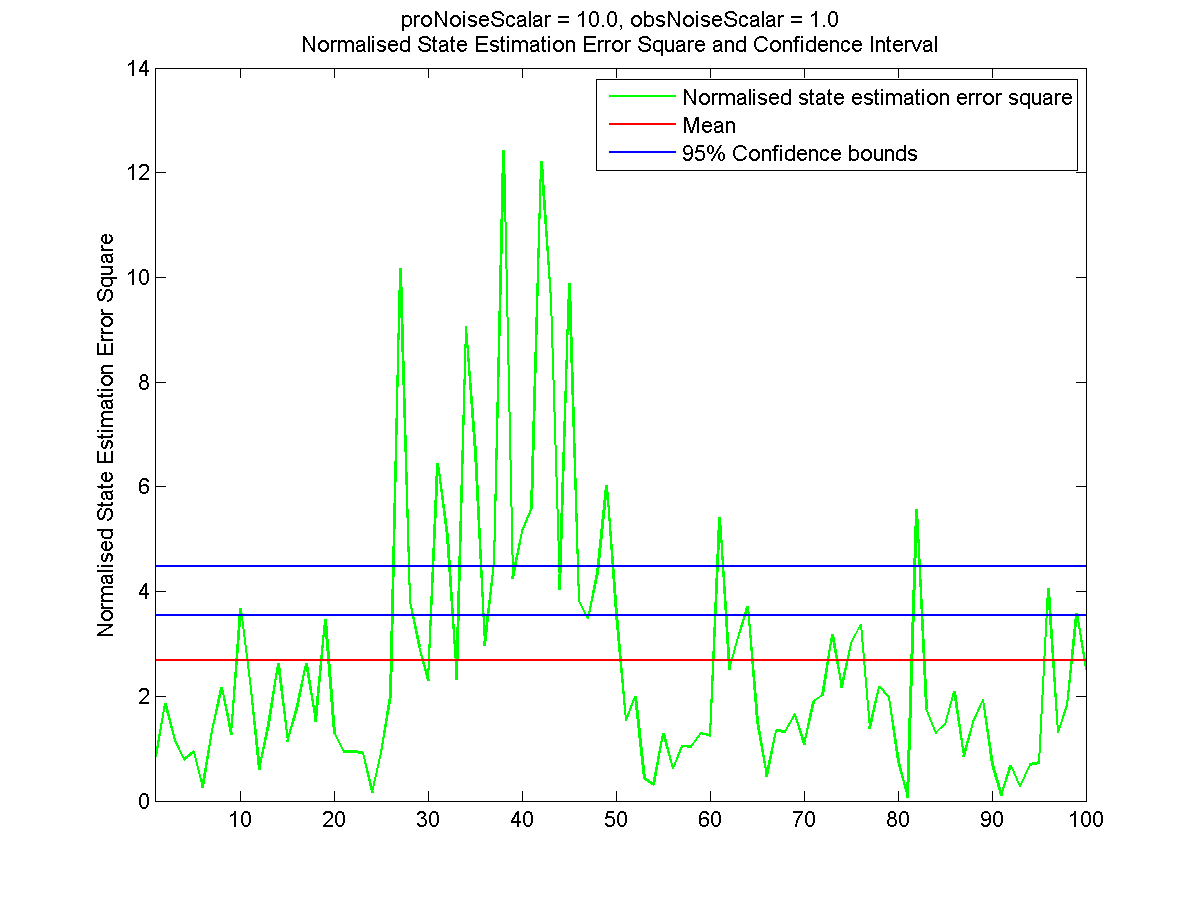 proNoiseScalar = 10.0, obsNoiseScalar = 1.0
Normalised State Estimation Error Square and Confidence Interval
Normalised state estimation error square
Mean
95% Confidence bounds
Normalised State Estimation Error Square
14
12
10
8
6
4
2
0
10 20 30 40 50 60 70 80 90 100